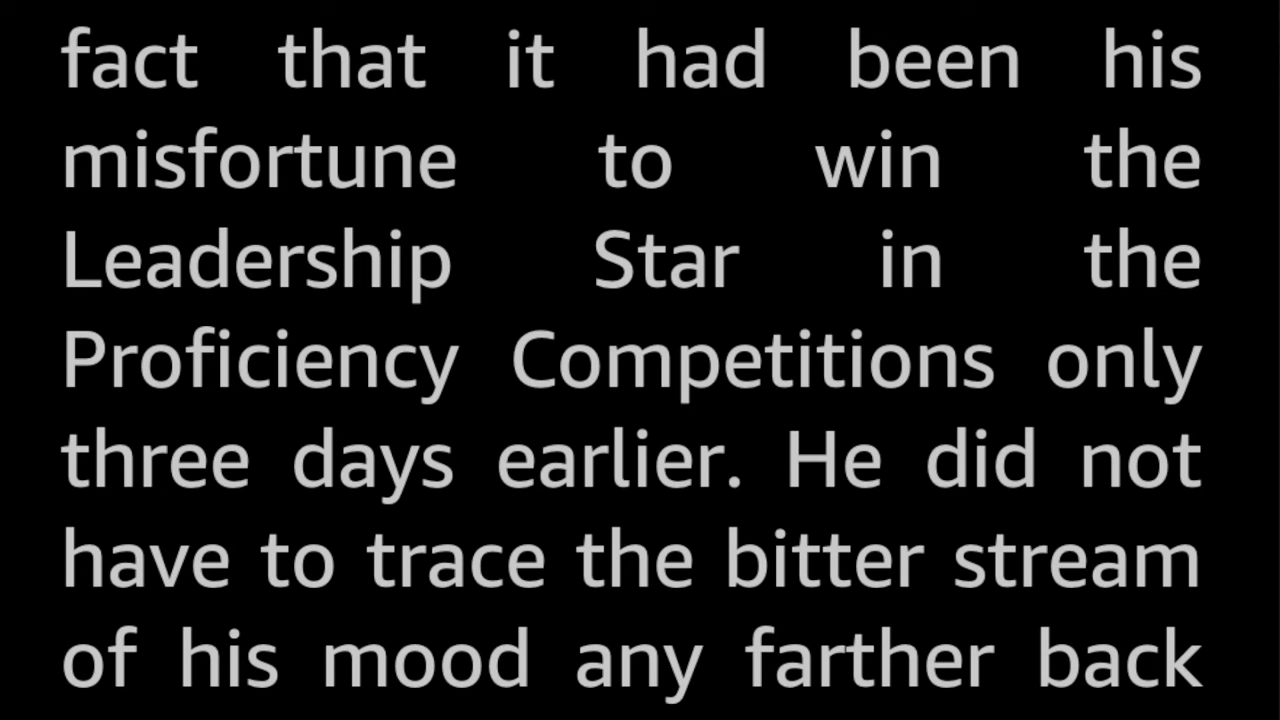 fact that it had been his
misfortune to win the
Leadership Star in the
Proficiency Competitions only
three days earlier. He did not
have to trace the bitter stream
of his mood any farther back